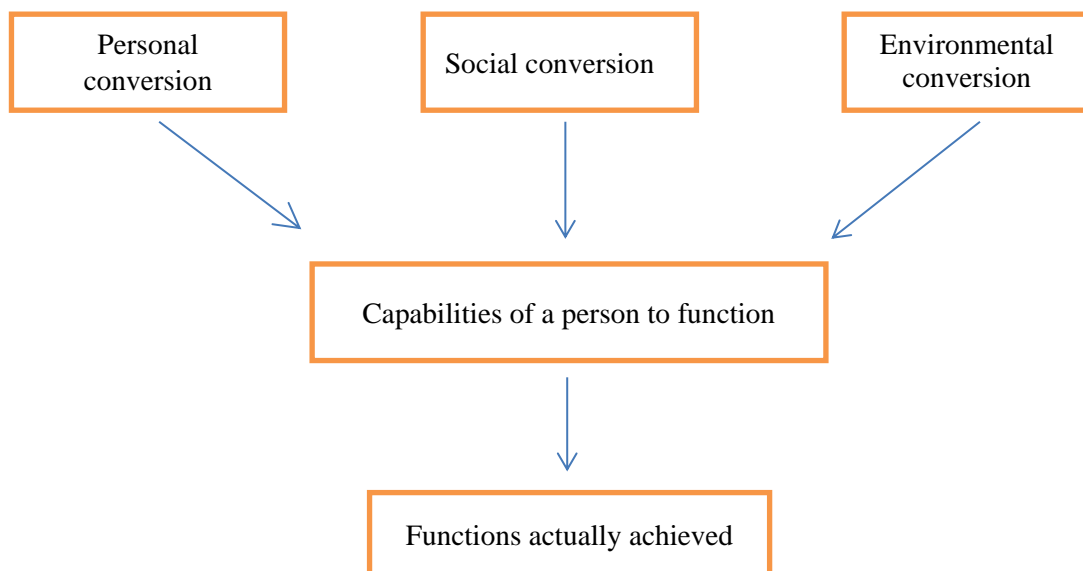 Personal
conversion
Social conversion
Environmental
conversion
Capabilities of a person to function
Functions actually achieved